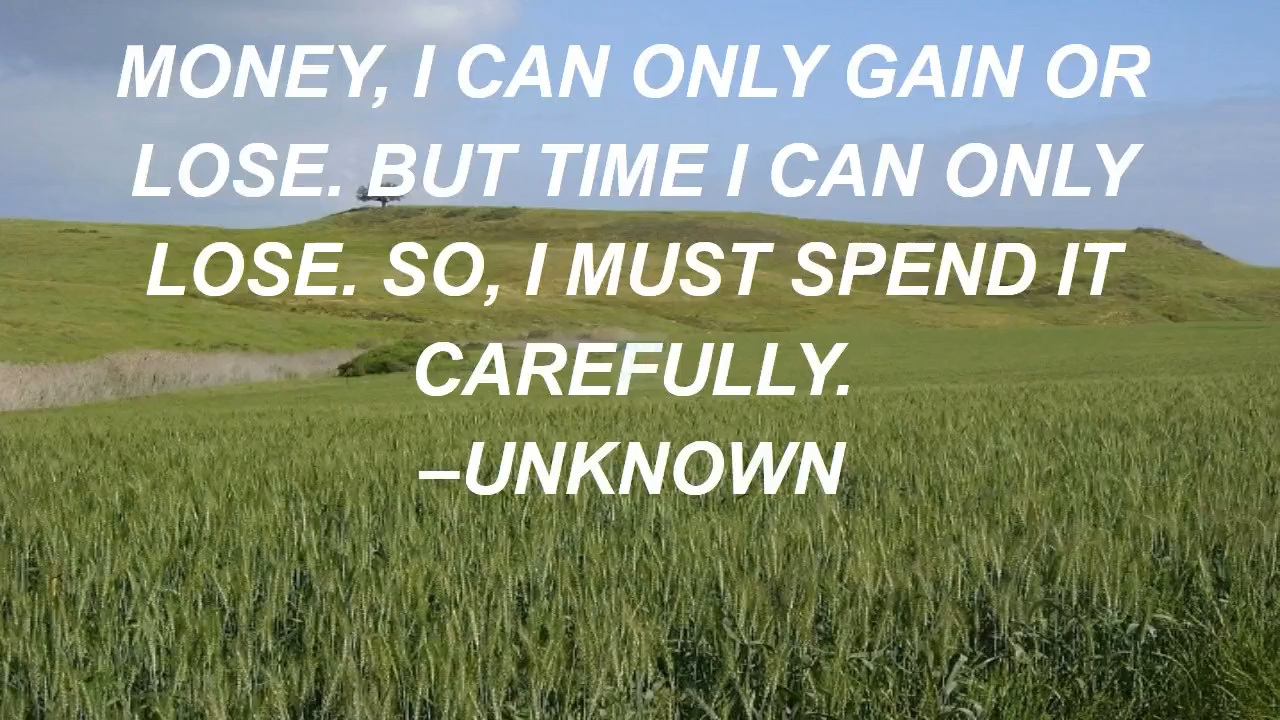 MONEY, I CAN ONLY GAIN OR
LOSE. BUT TIME I CAN ONLY
LOSE. SO, I MUST SPEND IT
CAREFULLY.
–UNKNOWN